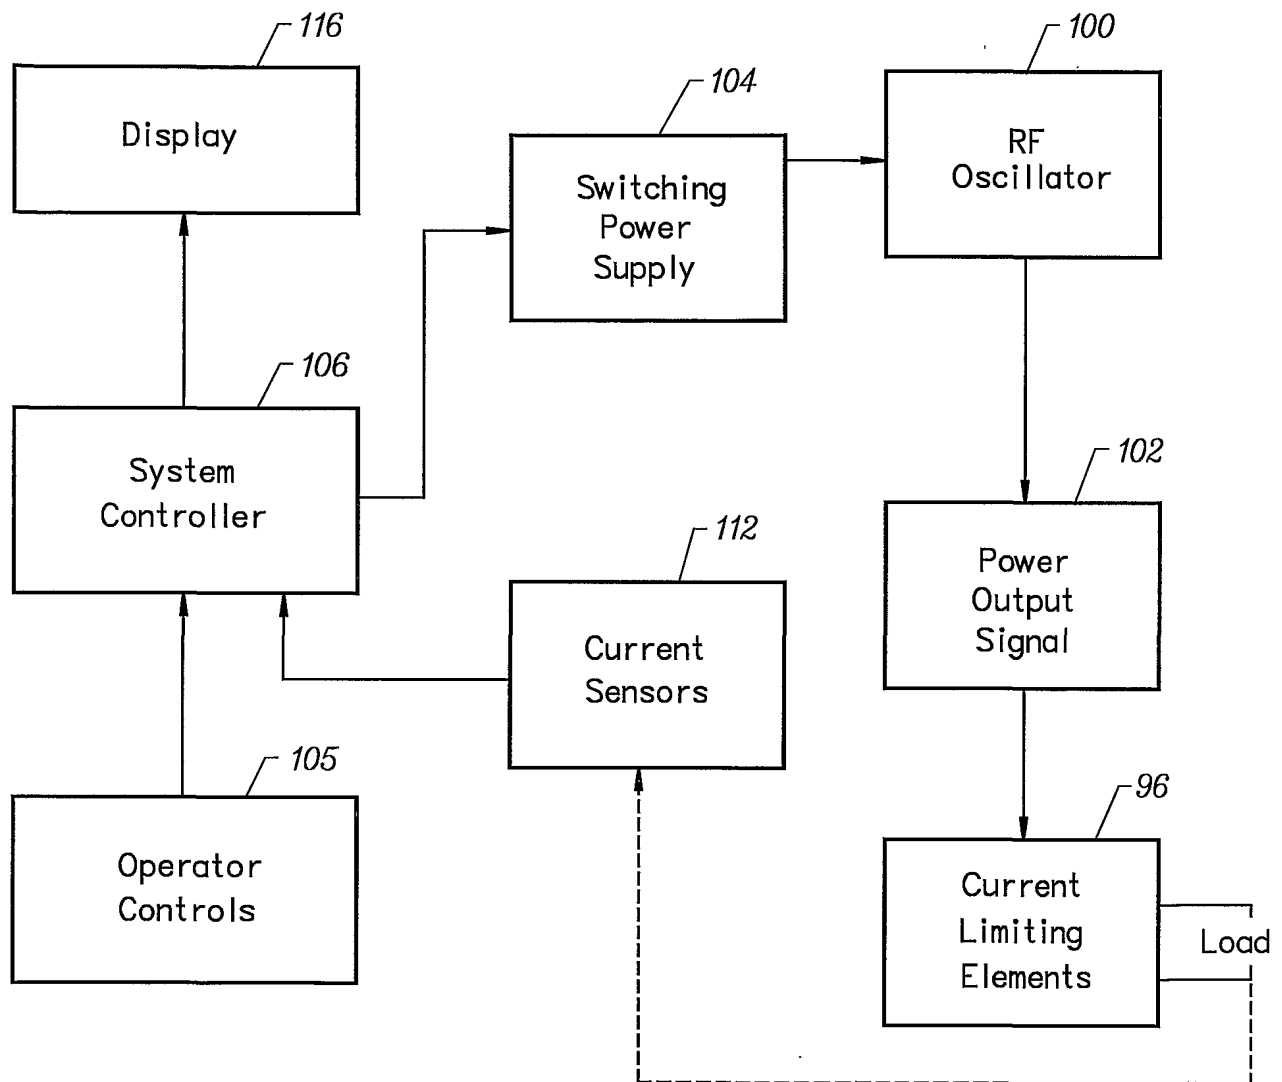 116
Display
104
Switching
Power
Supply
100
RF
Oscillator
106
System
Controller
102
Power
Output
Signal
112
Current
Sensors
105
Operator
Controls
96
Current
Limiting
Elements
Load